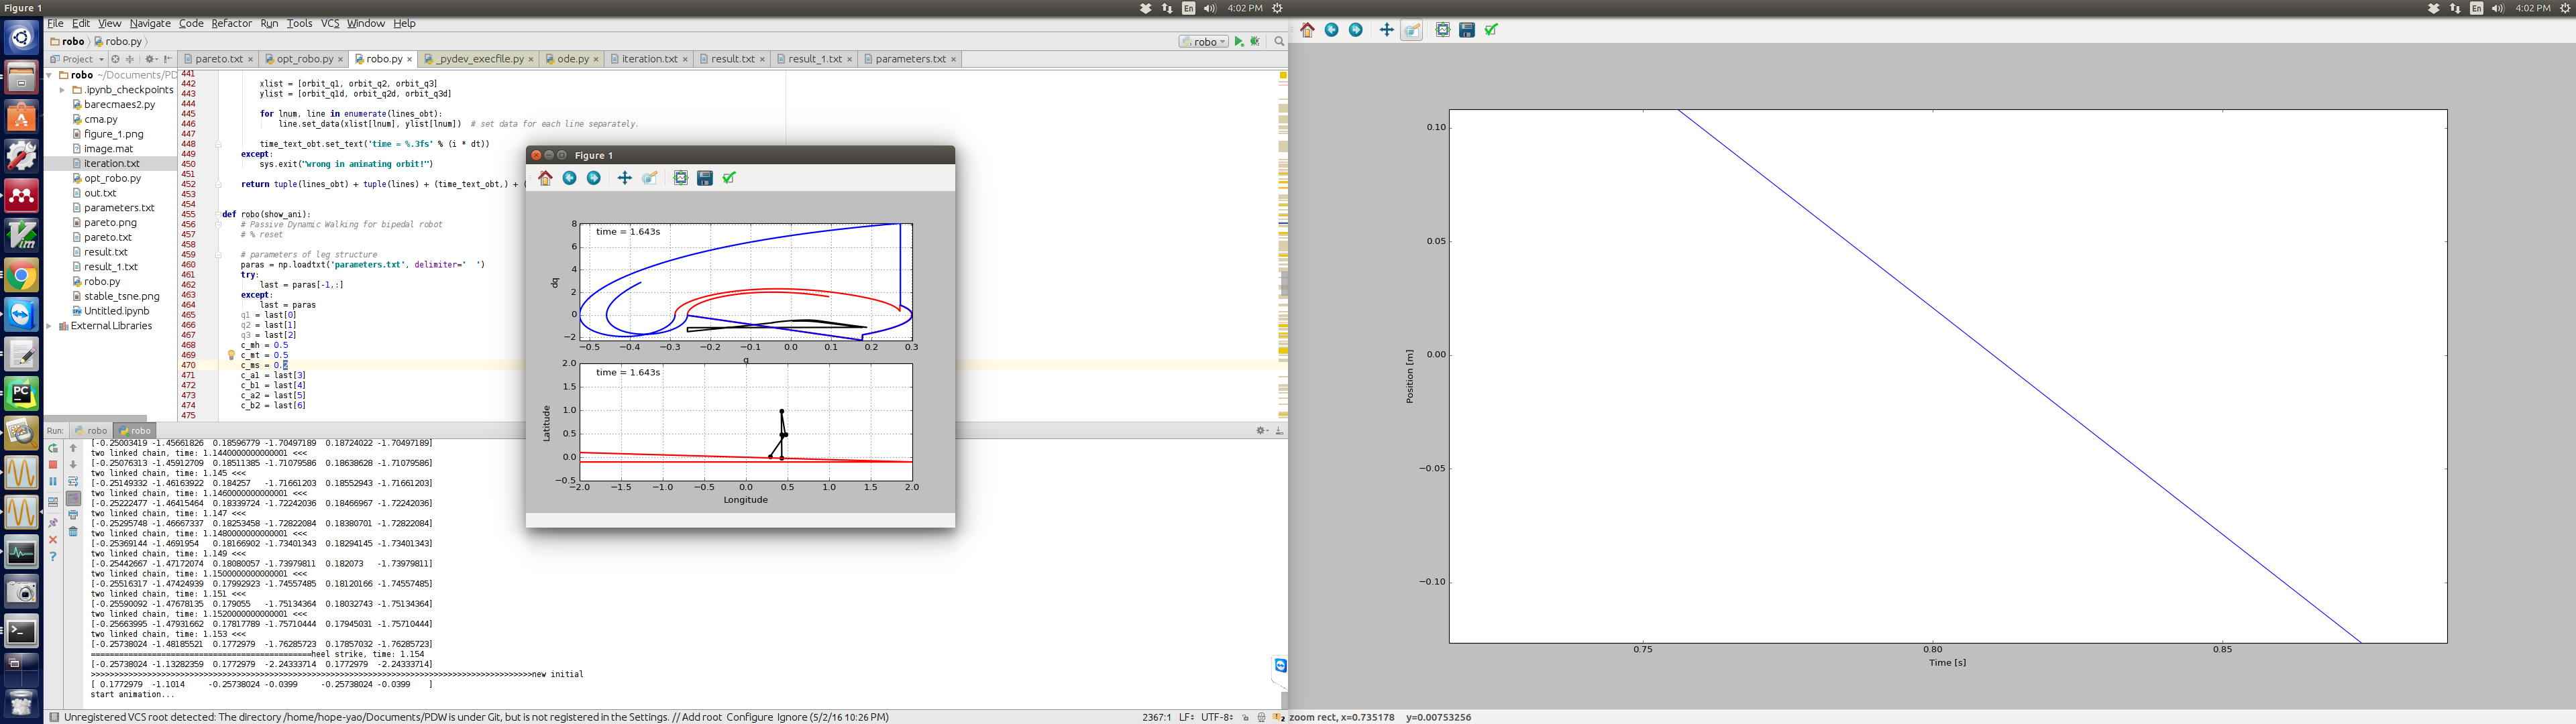 Figure 1
En
4:02 PM
En
4:02 PM
File Edit View Navigate Code Refactor Run Tools VCS Window Help
robo
robo.py
robo
Project
pareto.txt
opt_robo.py
robo.py
_pydev_execfile.py
ode.py
iteration.txt
result.txt
result_1.txt
parameters.txt
robo ~/Documents/PD
.ipynb_checkpoints
barecmaes2.py
cma.py
figure_1.png
image.mat
iteration.txt
opt_robo.py
out.txt
parameters.txt
pareto.png
pareto.txt
result.txt
result_1.txt
robo.py
stable_tsne.png
Untitled.ipynb
External Libraries
441
442 xlist = [orbit_q1, orbit_q2, orbit_q3]
443 ylist = [orbit_q1d, orbit_q2d, orbit_q3d]
444
445 for lnum, line in enumerate(lines_obt):
446 line.set_data(xlist[lnum], ylist[lnum]) # set data for each line separately.
447
448 time_text_obt.set_text('time = %.3fs' % (i * dt))
449 except:
450 sys.exit("wrong in animating orbit!")
451
452 return tuple(lines_obt) + tuple(lines) + (time_text_obt,) + (
453
454
455 def robo(show_ani):
456 # Passive Dynamic Walking for bipedal robot
457 # % reset
458
459 # parameters of leg structure
460 paras = np.loadtxt('parameters.txt', delimiter='  ')
461 try:
462 last = paras[-1,:]
463 except:
464 last = paras
465 q1 = last[0]
466 q2 = last[1]
467 q3 = last[2]
468 c_mh = 0.5
469 c_mt = 0.5
470 c_ms = 0.2
471 c_a1 = last[3]
472 c_b1 = last[4]
473 c_a2 = last[5]
474 c_b2 = last[6]
475
Run: robo robo
[-0.25003419 -1.45661826 0.18596779 -1.70497189 0.18724022 -1.70497189]
two linked chain, time: 1.1440000000000001 <<<
[-0.25076313 -1.45912709 0.18511385 -1.71079586 0.18638628 -1.71079586]
two linked chain, time: 1.145 <<<
[-0.25149332 -1.46163922 0.184257 -1.71661203 0.18552943 -1.71661203]
two linked chain, time: 1.1460000000000001 <<<
[-0.25222477 -1.46415464 0.18339724 -1.72242036 0.18466967 -1.72242036]
two linked chain, time: 1.147 <<<
[-0.25295748 -1.46667337 0.18253458 -1.72822084 0.18380701 -1.72822084]
two linked chain, time: 1.1480000000000001 <<<
[-0.25369144 -1.4691954 0.18166902 -1.73401343 0.18294145 -1.73401343]
two linked chain, time: 1.149 <<<
[-0.25442667 -1.47172074 0.18080057 -1.73979811 0.182073 -1.73979811]
two linked chain, time: 1.1500000000000001 <<<
[-0.25516317 -1.47424939 0.17992923 -1.74557485 0.18120166 -1.74557485]
two linked chain, time: 1.151 <<<
[-0.25590092 -1.47678135 0.179055 -1.75134364 0.18032743 -1.75134364]
two linked chain, time: 1.1520000000000001 <<<
[-0.25663995 -1.47931662 0.17817789 -1.75710444 0.17945031 -1.75710444]
two linked chain, time: 1.153 <<<
[-0.25738024 -1.48185521 0.1772979 -1.76285723 0.17857032 -1.76285723]
heel strike, time: 1.154
[-0.25738024 -1.13282359 0.1772979 -2.24333714 0.1772979 -2.24333714]
new initial
[ 0.1772979 -1.1014 -0.25738024 -0.0399 -0.25738024 -0.0399 ]
start animation...
Unregistered VCS root detected: The directory /home/hope-yao/Documents/PDW is under Git, but is not registered in the Settings. // Add root Configure Ignore (5/2/16 10:26 PM)
2367:1 LF UTF-8
Figure 1
time = 1.643s
8
6
4
2
0
−2
dq
−0.5 −0.4 −0.3 −0.2 −0.1 0.0 0.1 0.2 0.3
q
time = 1.643s
2.0
1.5
1.0
0.5
0.0
−0.5
Latitude
−2.0 −1.5 −1.0 −0.5 0.0 0.5 1.0 1.5 2.0
Longitude
0.10
0.05
0.00
−0.05
−0.10
Position [m]
0.75 0.80 0.85
Time [s]
zoom rect, x=0.735178 y=0.00753256